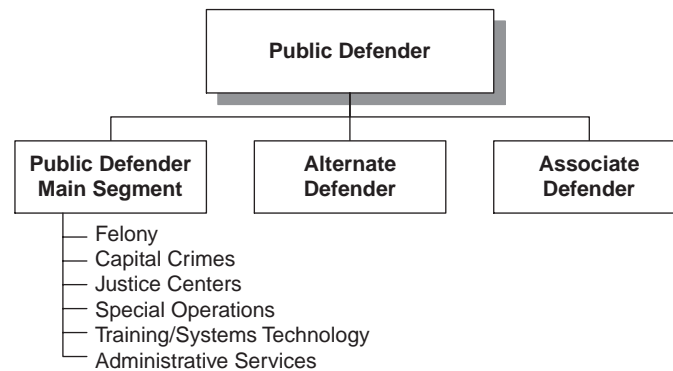 Public Defender
Public Defender
Main Segment
Alternate
Defender
Associate
Defender
Felony
Capital Crimes
Justice Centers
Special Operations
Training/Systems Technology
Administrative Services